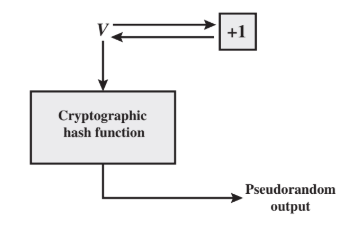 V
+1
Cryptographic
hash function
Pseudorandom
output